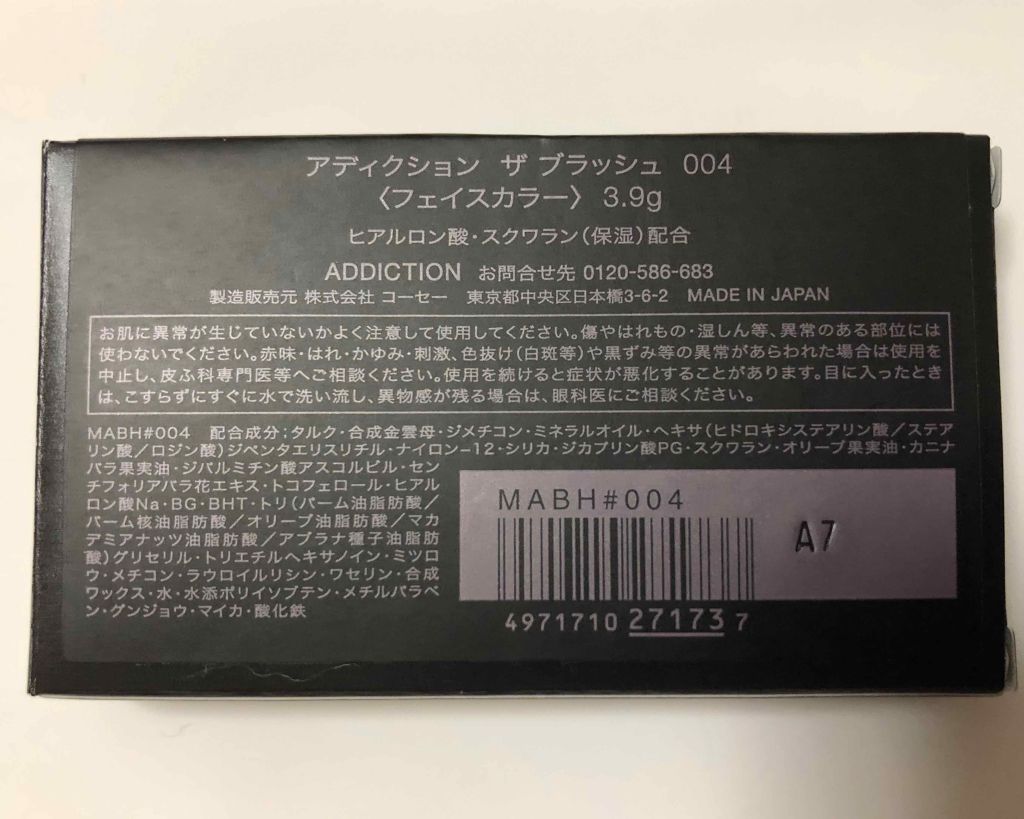 アディクション ザ ブラッシュ 004
〈フェイスカラー〉 3.9g
ヒアルロン酸・スクワラン(保湿)配合
ADDICTION お問合せ先 0120-586-683
製造販売元 株式会社 コーセー 東京都中央区日本橋3-6-2 MADE IN JAPAN
お肌に異常が生じていないかよく注意して使用してください。傷やはれもの・湿しん等、異常のある部位には
使わないでください。赤味・はれ・かゆみ・刺激、色抜け(白斑等)や黒ずみ等の異常があらわれた場合は使用を
中止し、皮ふ科専門医等へご相談ください。使用を続けると症状が悪化することがあります。目に入ったとき
は、こすらずにすぐに水で洗い流し、異物感が残る場合は、眼科医にご相談ください。
MABH#004 配合成分:タルク・合成金雲母・ジメチコン・ミネラルオイル・ヘキサ(ヒドロキシステアリン酸/ステア
リン酸/ロジン酸)ジペンタエリスリチル・ナイロン-12・シリカ・ジカプリン酸PG・スクワラン・オリーブ果実油・カニナ
バラ果実油・ジパルミチン酸アスコルビル・セン
チフォリアバラ花エキス・トコフェロール・ヒアル
ロン酸Na・BG・BHT・トリ(パーム油脂肪酸/
パーム核油脂肪酸/オリーブ油脂肪酸/マカ
デミアナッツ油脂肪酸/アブラナ種子油脂肪
酸)グリセリル・トリエチルヘキサノイン・ミツロ
ウ・メチコン・ラウロイルリシン・ワセリン・合成
ワックス・水・水添ポリイソブテン・メチルパラベ
ン・グンジョウ・マイカ・酸化鉄
MABH#004
A7
4971710 27173 7